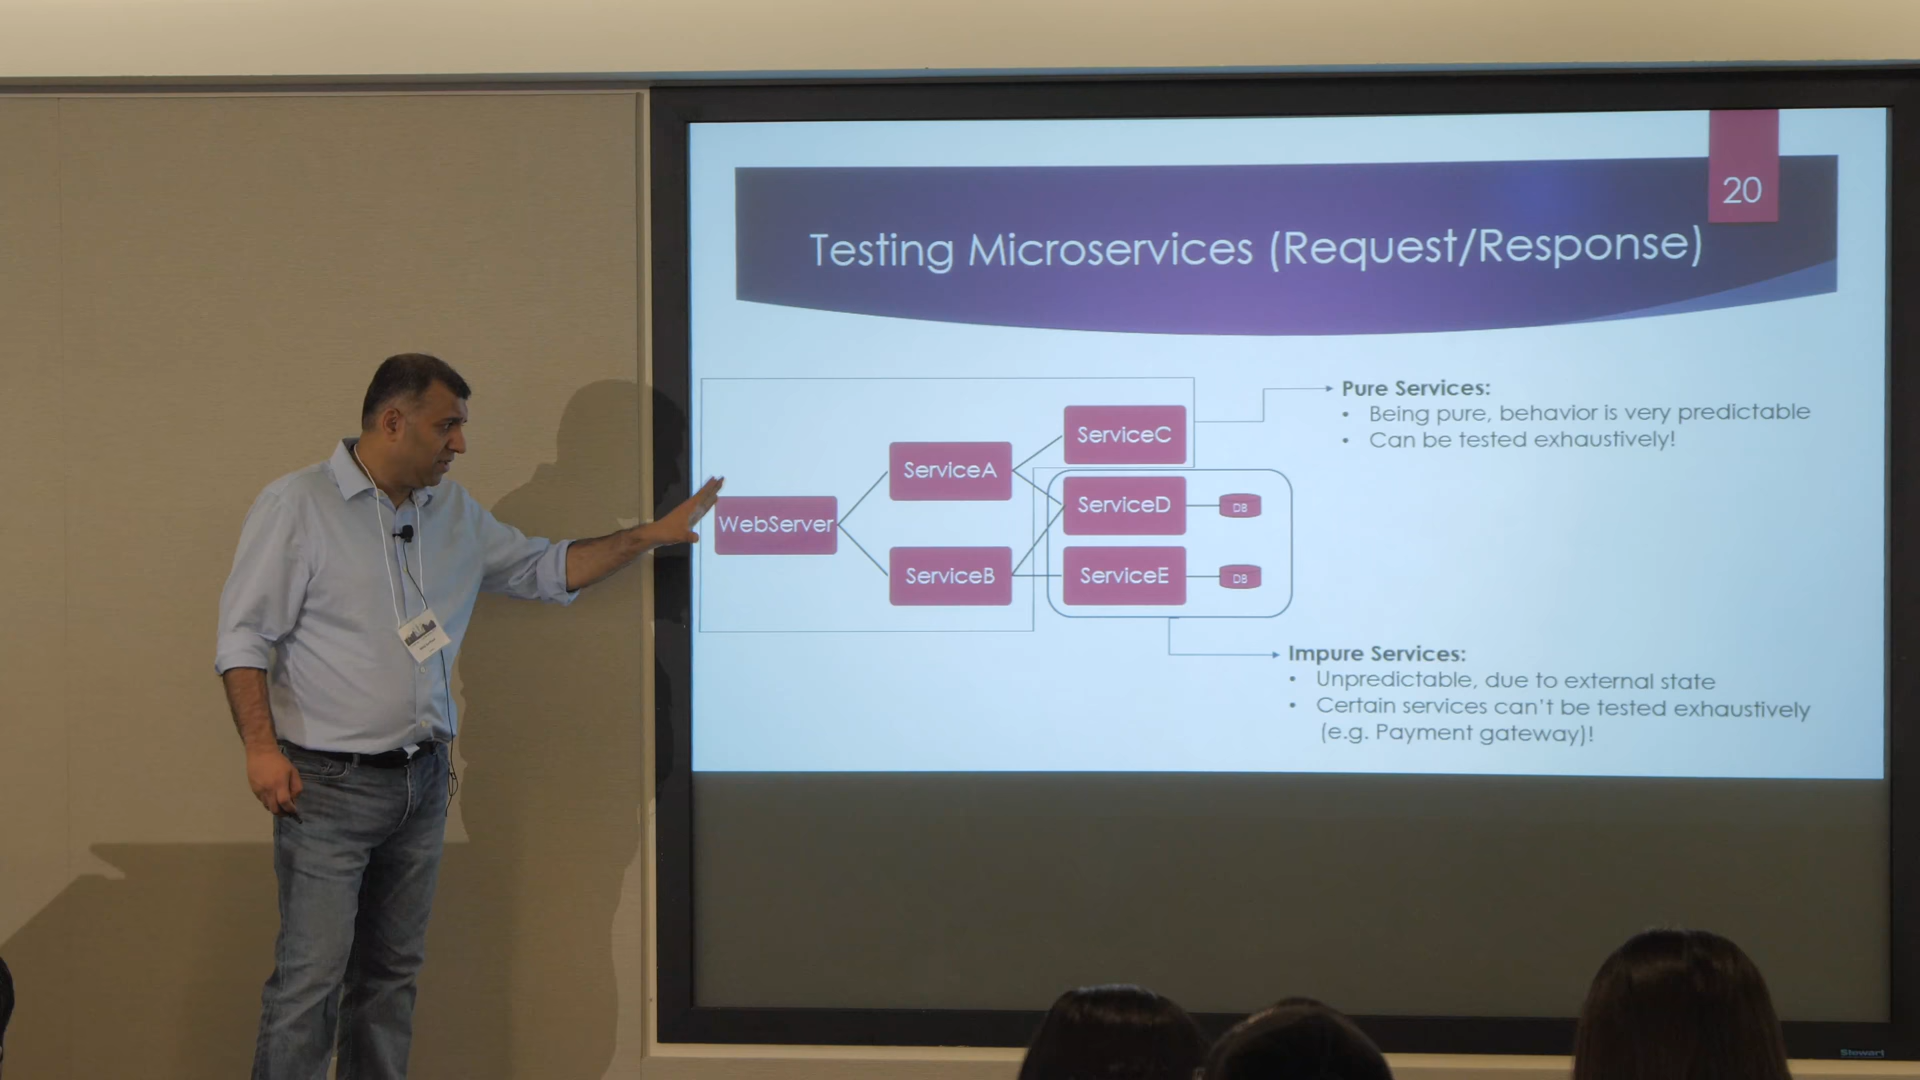 20
Testing Microservices (Request/Response)
Pure Services:
• Being pure, behavior is very predictable
• Can be tested exhaustively!
ServiceC
ServiceA
ServiceD
DB
WebServer
ServiceB
ServiceE
DB
Impure Services:
• Unpredictable, due to external state
• Certain services can't be tested exhaustively
(e.g. Payment gateway)!
Stewart